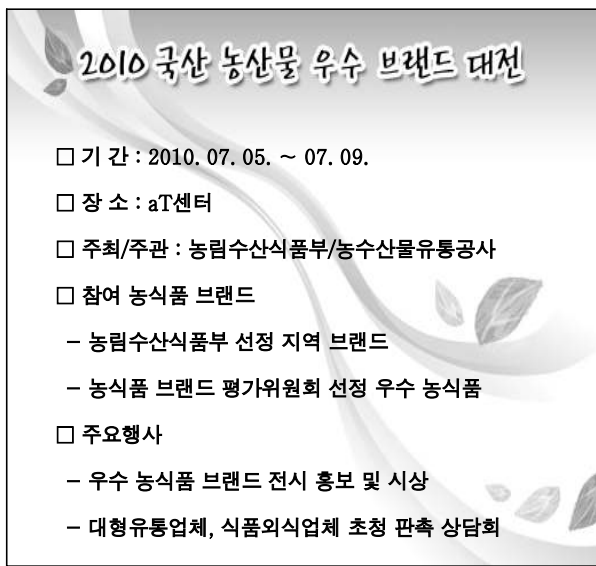 2010 국산 농산물 우수 브랜드 대전
□ 기 간 : 2010. 07. 05. ~ 07. 09.
□ 장 소 : aT센터
□ 주최/주관 : 농림수산식품부/농수산물유통공사
□ 참여 농식품 브랜드
- 농림수산식품부 선정 지역 브랜드
- 농식품 브랜드 평가위원회 선정 우수 농식품
□ 주요행사
- 우수 농식품 브랜드 전시 홍보 및 시상
- 대형유통업체, 식품외식업체 초청 판촉 상담회